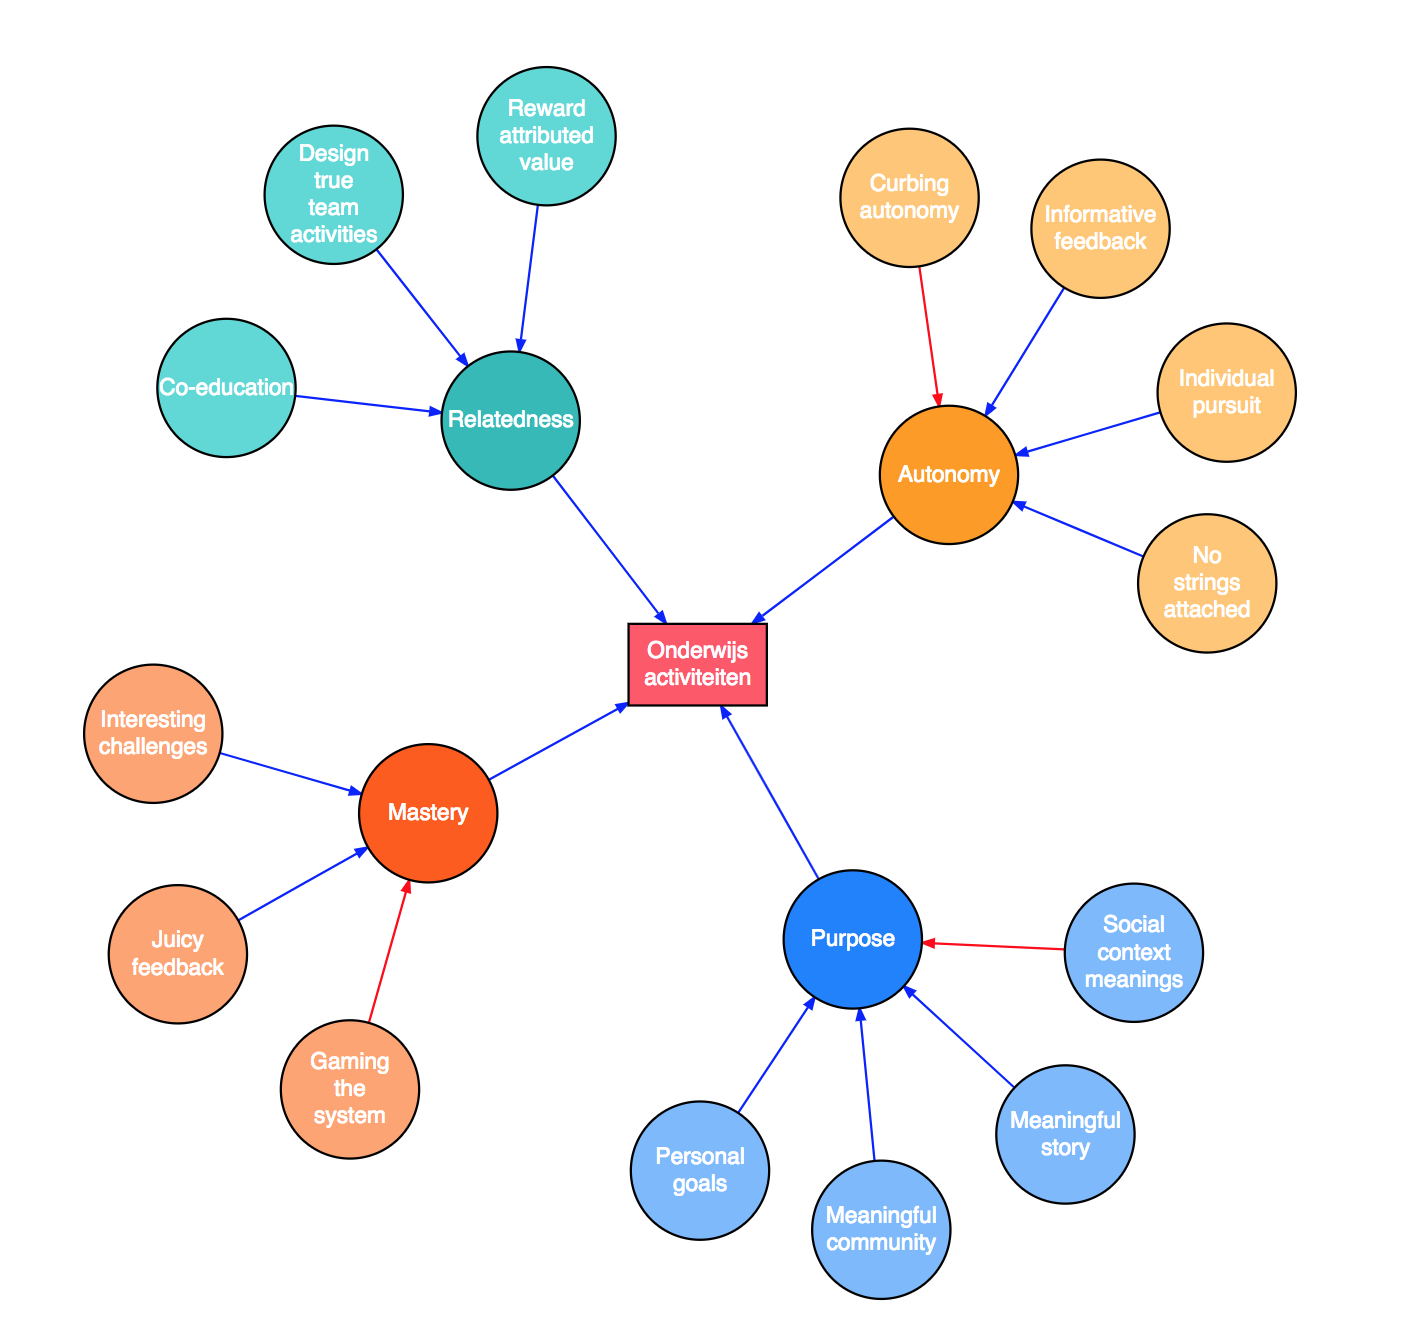 Reward
attributed
value
Design
true
team
activities
Co-education
Relatedness
Curbing
autonomy
Informative
feedback
Individual
pursuit
Autonomy
No
strings
attached
Onderwijs
activiteiten
Interesting
challenges
Mastery
Juicy
feedback
Gaming
the
system
Purpose
Social
context
meanings
Meaningful
story
Personal
goals
Meaningful
community